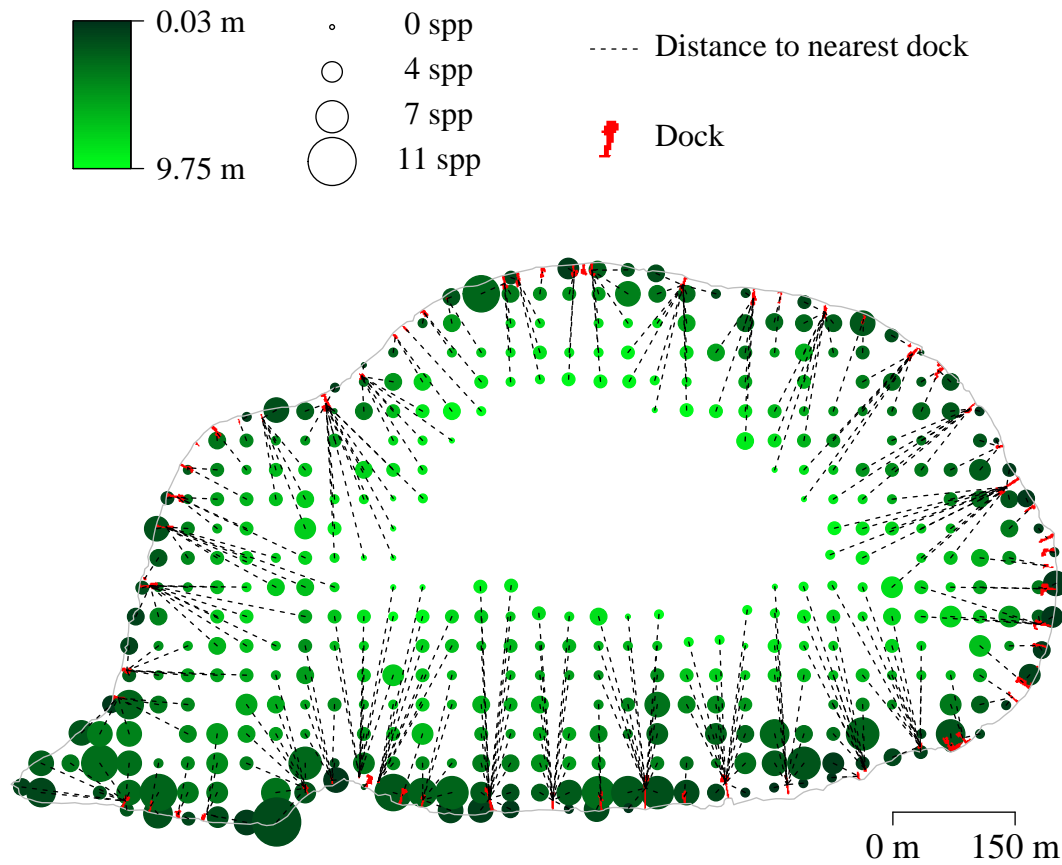 0.03 m
9.75 m
0 spp
4 spp
7 spp
11 spp
Distance to nearest dock
Dock
0 m 150 m